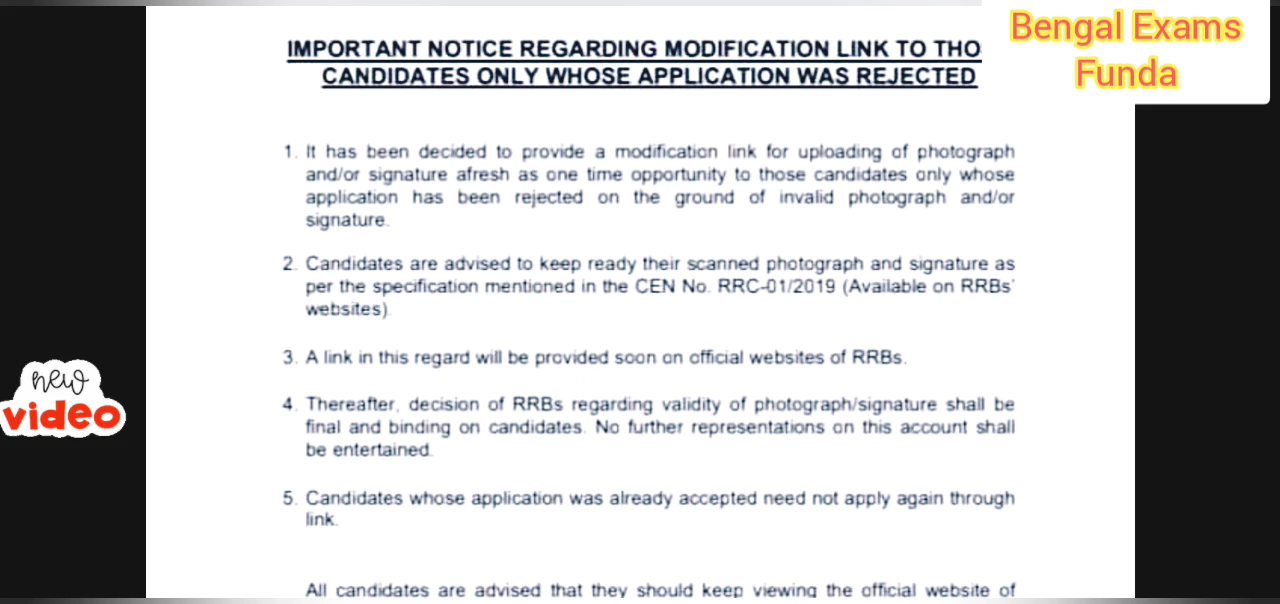 Bengal Exams
Funda
IMPORTANT NOTICE REGARDING MODIFICATION LINK TO THO
CANDIDATES ONLY WHOSE APPLICATION WAS REJECTED
1. It has been decided to provide a modification link for uploading of photograph
and/or signature afresh as one time opportunity to those candidates only whose
application has been rejected on the ground of invalid photograph and/or
signature.
2. Candidates are advised to keep ready their scanned photograph and signature as
per the specification mentioned in the CEN No. RRC-01/2019 (Available on RRBs'
websites).
3. A link in this regard will be provided soon on official websites of RRBs.
4. Thereafter, decision of RRBs regarding validity of photograph/signature shall be
final and binding on candidates. No further representations on this account shall
be entertained.
5. Candidates whose application was already accepted need not apply again through
link.
All candidates are advised that they should keep viewing the official website of
new
video